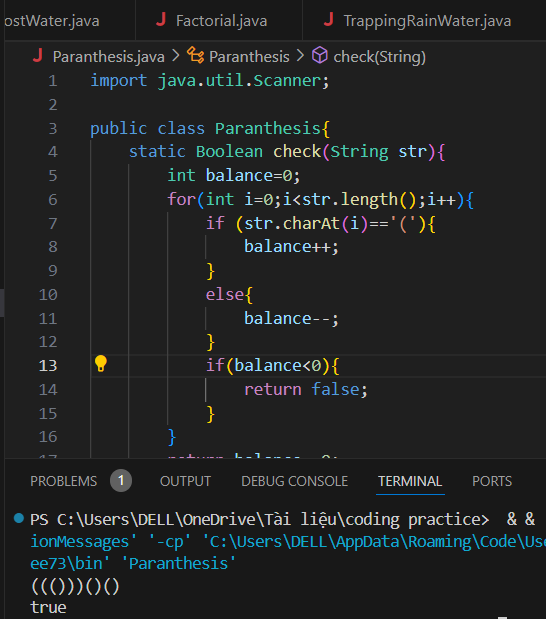 ostWater.java J Factorial.java J TrappingRainWater.java
J Paranthesis.java > Paranthesis > check(String)
1 import java.util.Scanner;
2
3 public class Paranthesis{
4 static Boolean check(String str){
5 int balance=0;
6 for(int i=0;i<str.length();i++){
7 if (str.charAt(i)=='('){
8 balance++;
9 }
10 else{
11 balance--;
12 }
13 if(balance<0){
14 return false;
15 }
16 }
17 return balance
PROBLEMS 1 OUTPUT DEBUG CONSOLE TERMINAL PORTS
PS C:\Users\DELL\OneDrive\Tài liệu\coding practice> & &
ionMessages' '-cp' 'C:\Users\DELL\AppData\Roaming\Code\Use
ee73\bin' 'Paranthesis'
((()))()()
true